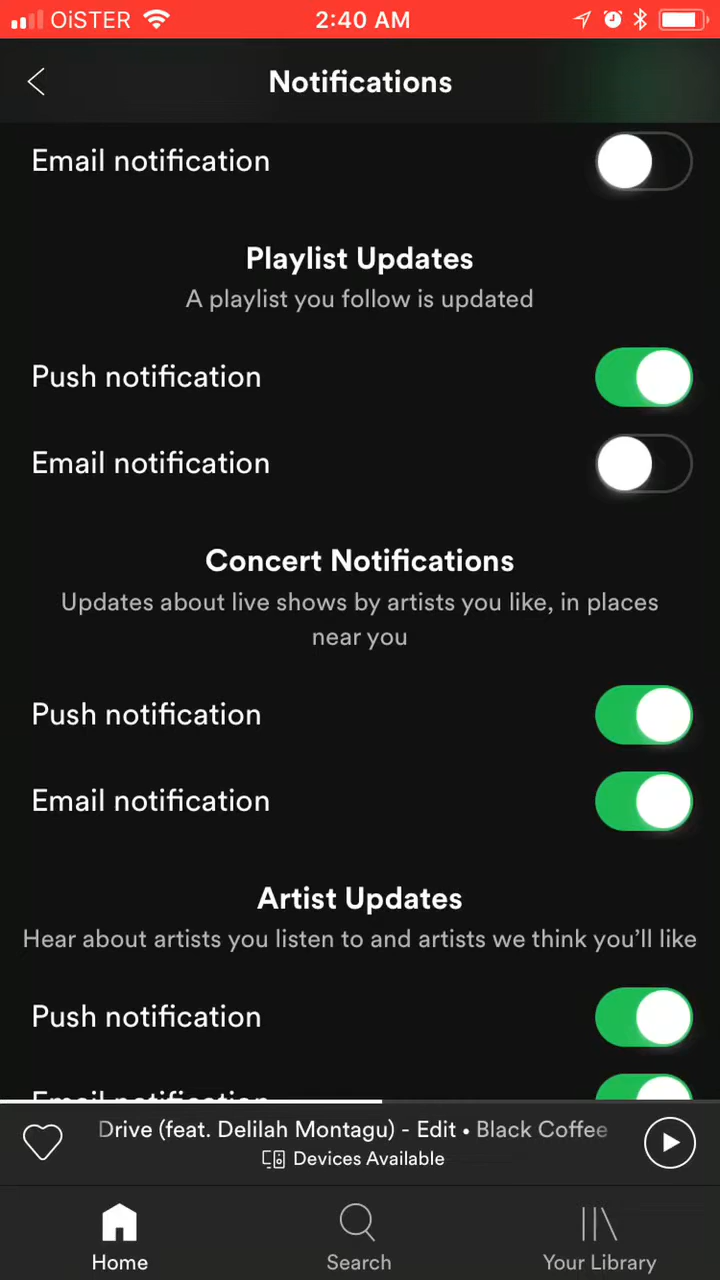 OiSTER
2:40 AM
Notifications
Email notification
Playlist Updates
A playlist you follow is updated
Push notification
Email notification
Concert Notifications
Updates about live shows by artists you like, in places
near you
Push notification
Email notification
Artist Updates
Hear about artists you listen to and artists we think you'll like
Push notification
Email notification
Drive (feat. Delilah Montagu) - Edit • Black Coffee
Devices Available
Home
Search
Your Library